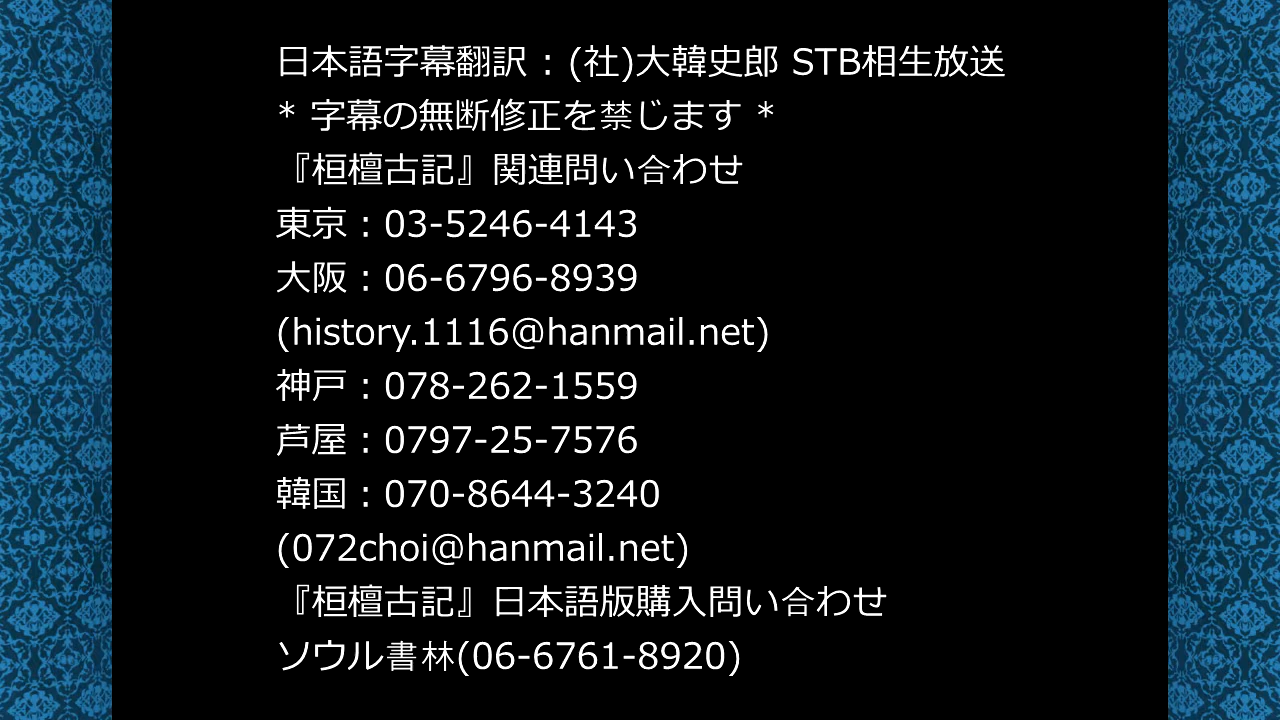 日本語字幕翻訳 : (社)大韓史郎 STB相生放送
* 字幕の無断修正を禁じます *
『桓檀古記』関連問い合わせ
東京 : 03-5246-4143
大阪 : 06-6796-8939
(history.1116@hanmail.net)
神戸 : 078-262-1559
芦屋 : 0797-25-7576
韓国 : 070-8644-3240
(072choi@hanmail.net)
『桓檀古記』日本語版購入問い合わせ
ソウル書林(06-6761-8920)